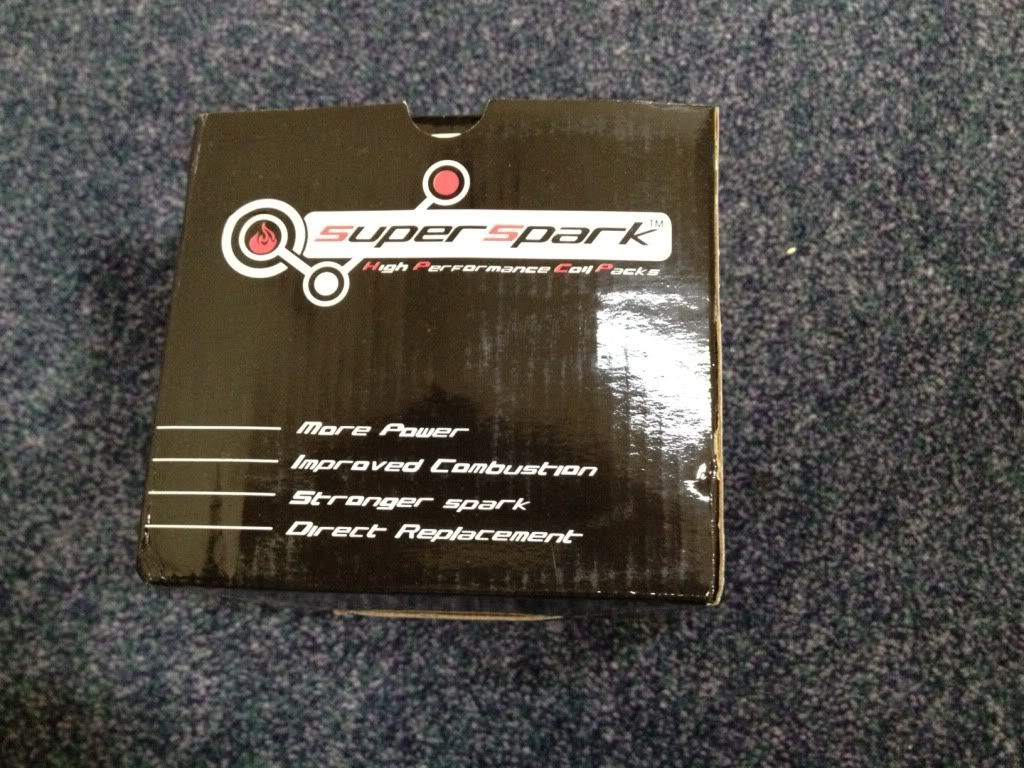 Super Spark™
High Performance Coil Packs
More Power
Improved Combustion
Stronger spark
Direct Replacement